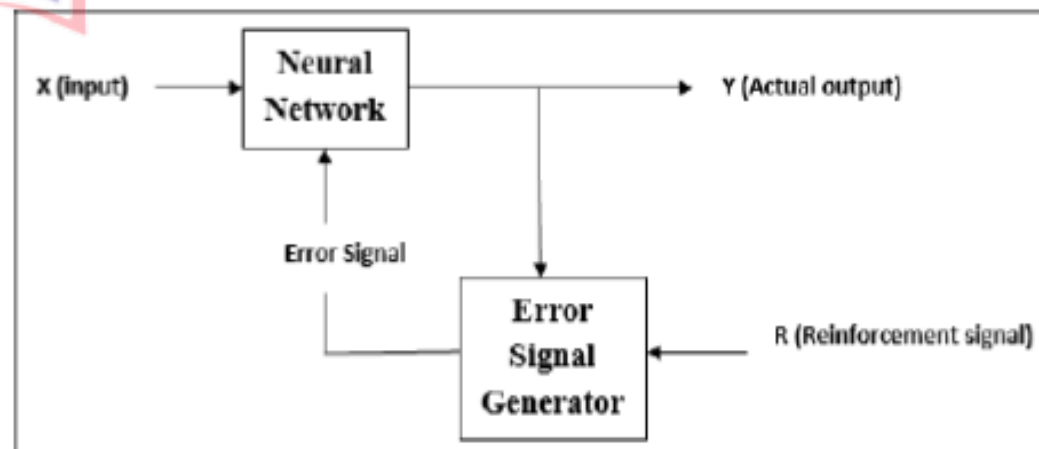 X (input)
Neural
Network
Y (Actual output)
Error Signal
Error
Signal
Generator
R (Reinforcement signal)